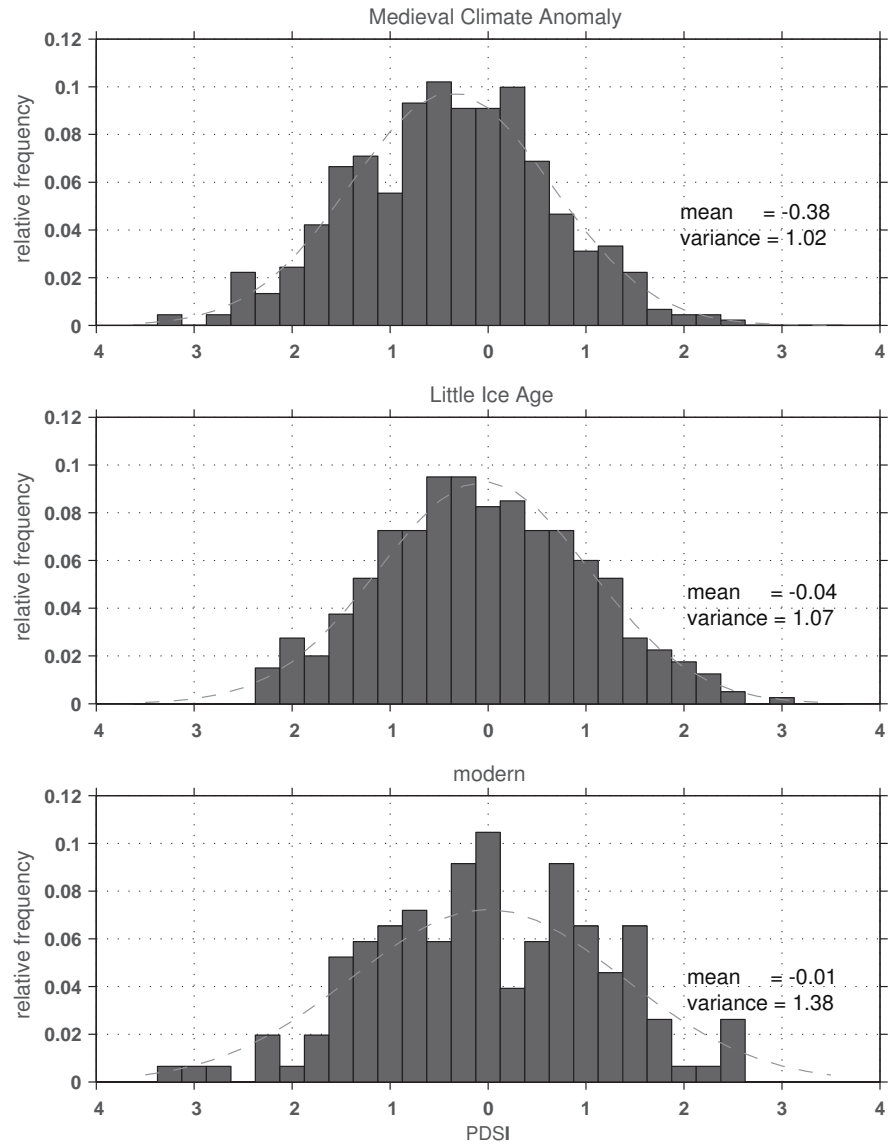 Medieval Climate Anomaly
0.12
0.1
0.08
0.06
0.04
0.02
0
relative frequency
mean = -0.38
variance = 1.02
4 3 2 1 0 1 2 3 4
Little Ice Age
0.12
0.1
0.08
0.06
0.04
0.02
0
relative frequency
mean = -0.04
variance = 1.07
4 3 2 1 0 1 2 3 4
modern
0.12
0.1
0.08
0.06
0.04
0.02
0
relative frequency
mean = -0.01
variance = 1.38
4 3 2 1 0 1 2 3 4
PDSI